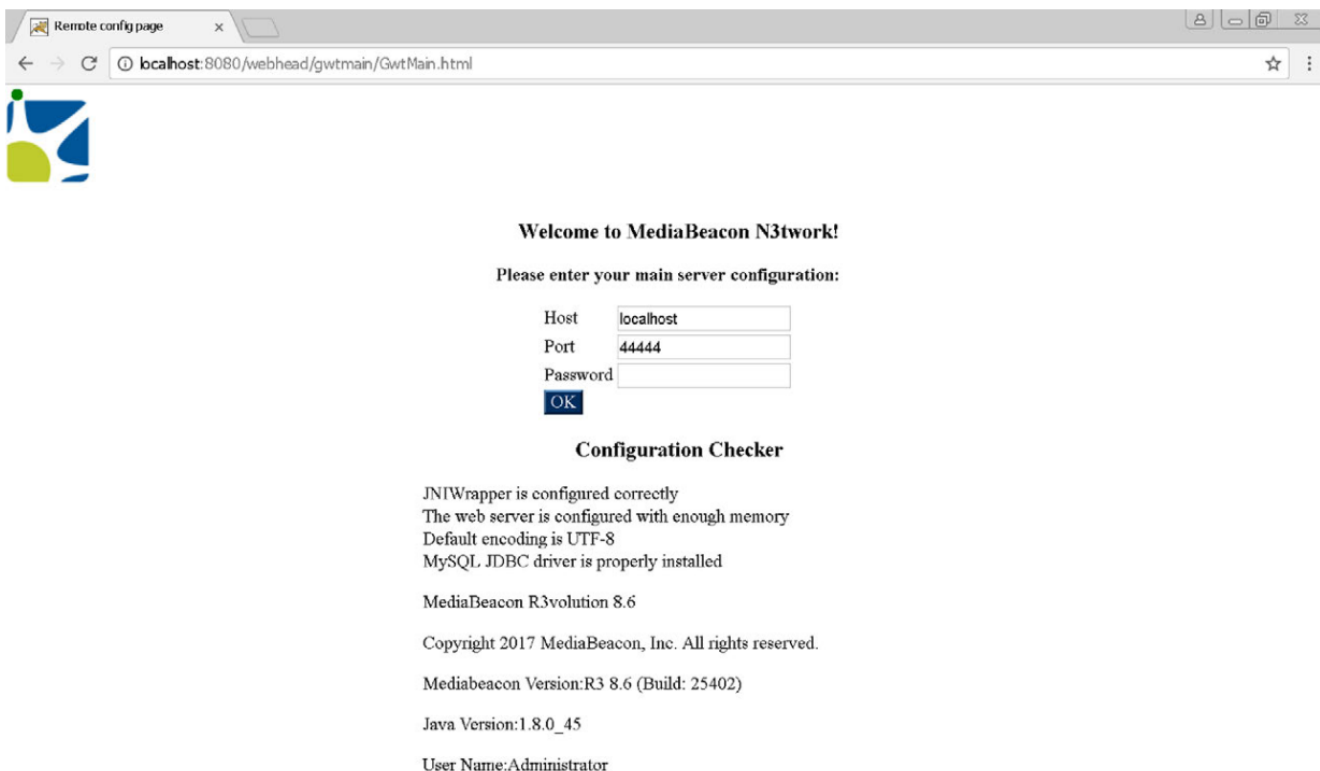 Remote config page
localhost:8080/webhead/gwtmain/GwtMain.html
Welcome to MediaBeacon N3twork!
Please enter your main server configuration:
Host localhost
Port 44444
Password
OK
Configuration Checker
JNIWrapper is configured correctly
The web server is configured with enough memory
Default encoding is UTF-8
MySQL JDBC driver is properly installed
MediaBeacon R3volution 8.6
Copyright 2017 MediaBeacon, Inc. All rights reserved.
Mediabeacon Version:R3 8.6 (Build: 25402)
Java Version:1.8.0_45
User Name:Administrator